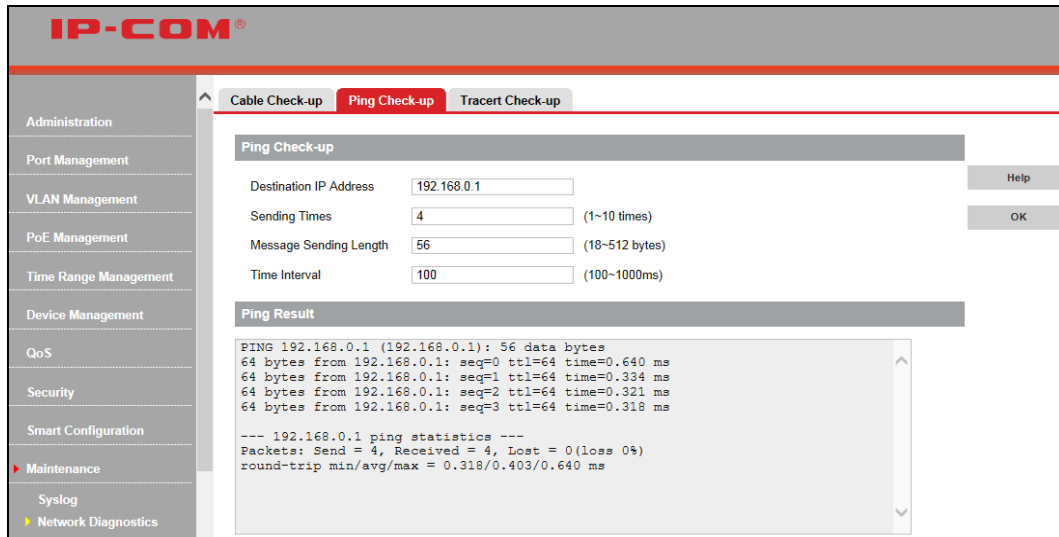 IP-COM®
Administration
Port Management
VLAN Management
PoE Management
Time Range Management
Device Management
QoS
Security
Smart Configuration
Maintenance
Syslog
Network Diagnostics
Cable Check-up Ping Check-up Tracert Check-up
Ping Check-up
Destination IP Address 192.168.0.1
Sending Times 4 (1~10 times)
Message Sending Length 56 (18~512 bytes)
Time Interval 100 (100~1000ms)
Help
OK
Ping Result
PING 192.168.0.1 (192.168.0.1): 56 data bytes
64 bytes from 192.168.0.1: seq=0 ttl=64 time=0.640 ms
64 bytes from 192.168.0.1: seq=1 ttl=64 time=0.334 ms
64 bytes from 192.168.0.1: seq=2 ttl=64 time=0.321 ms
64 bytes from 192.168.0.1: seq=3 ttl=64 time=0.318 ms
--- 192.168.0.1 ping statistics ---
Packets: Send = 4, Received = 4, Lost = 0(loss 0%)
round-trip min/avg/max = 0.318/0.403/0.640 ms